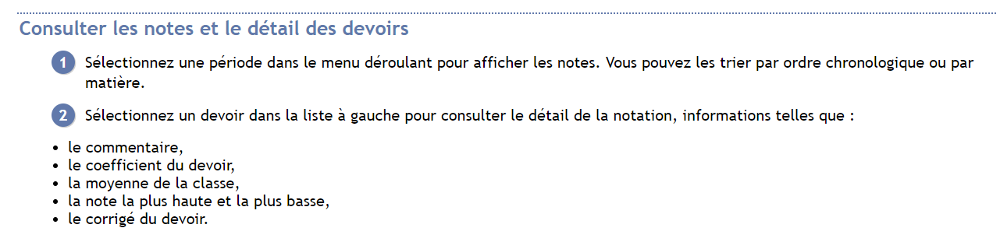 Consulter les notes et le détail des devoirs
1 Sélectionnez une période dans le menu déroulant pour afficher les notes. Vous pouvez les trier par ordre chronologique ou par
matière.
2 Sélectionnez un devoir dans la liste à gauche pour consulter le détail de la notation, informations telles que :
• le commentaire,
• le coefficient du devoir,
• la moyenne de la classe,
• la note la plus haute et la plus basse,
• le corrigé du devoir.